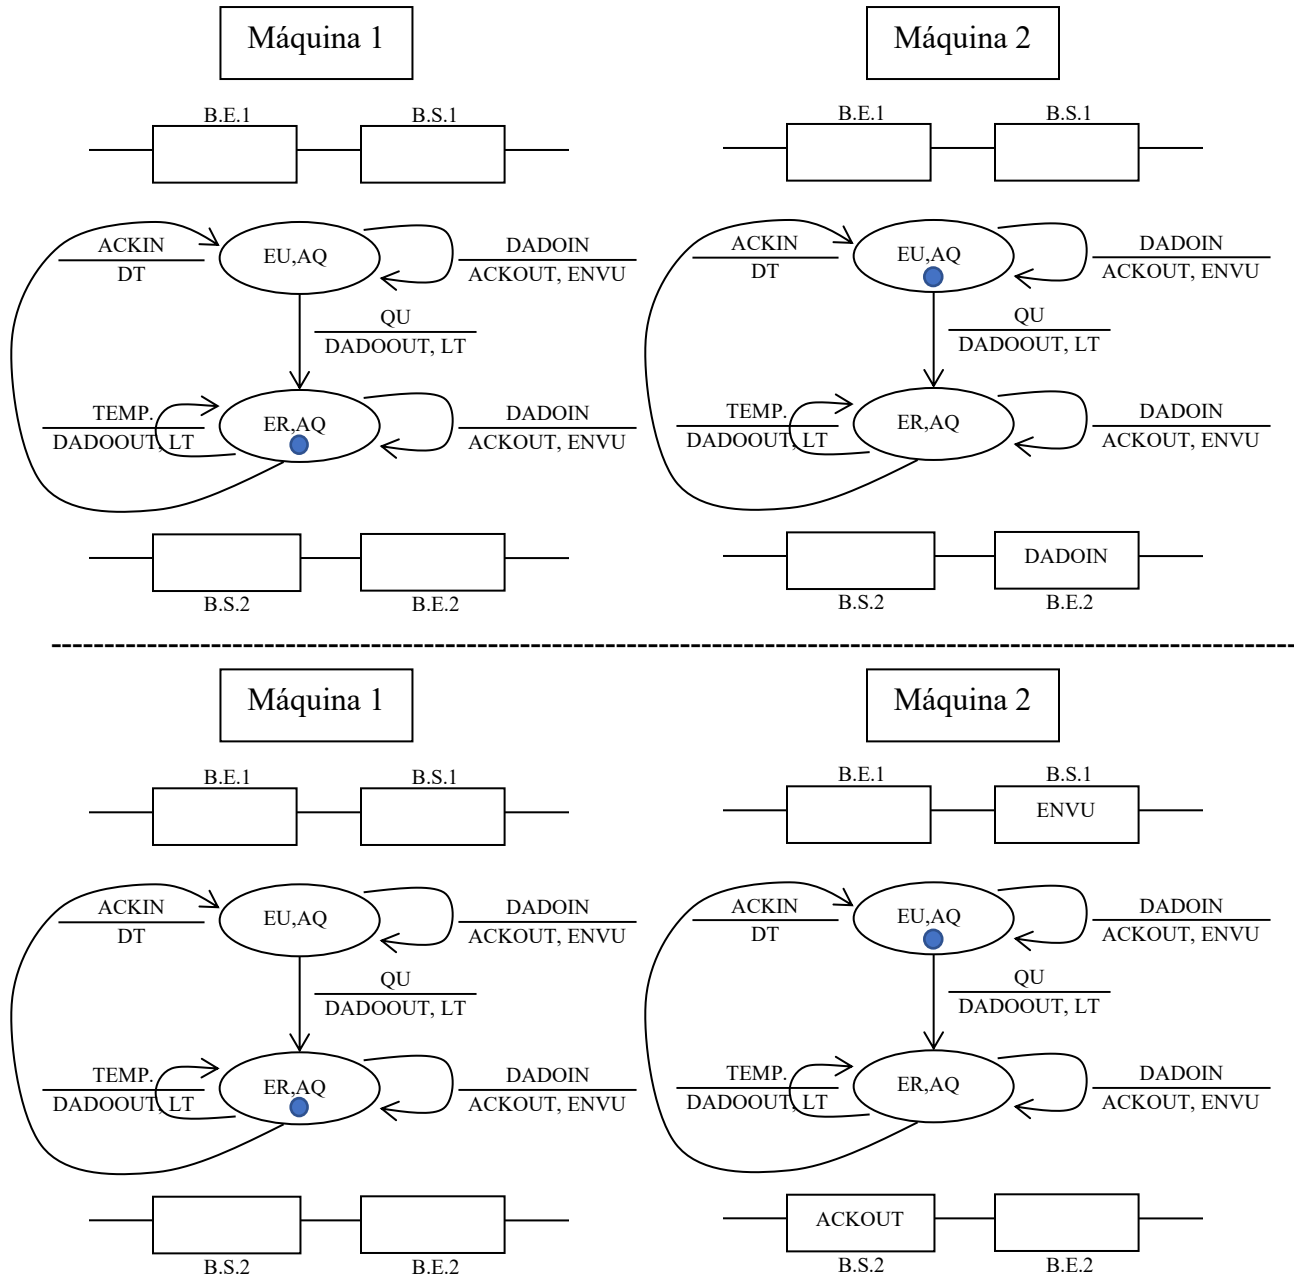 Máquina 1
Máquina 2
B.E.1
B.S.1
B.E.1
B.S.1
ACKIN
DT
EU,AQ
DADOIN
ACKOUT, ENVU
ACKIN
DT
EU,AQ
DADOIN
ACKOUT, ENVU
QU
DADOOUT, LT
QU
DADOOUT, LT
TEMP.
DADOOUT, LT
ER,AQ
DADOIN
ACKOUT, ENVU
TEMP.
DADOOUT, LT
ER,AQ
DADOIN
ACKOUT, ENVU
DADOIN
B.S.2
B.E.2
B.S.2
B.E.2
Máquina 1
Máquina 2
B.E.1
B.S.1
B.E.1
B.S.1
ENVU
ACKIN
DT
EU,AQ
DADOIN
ACKOUT, ENVU
ACKIN
DT
EU,AQ
DADOIN
ACKOUT, ENVU
QU
DADOOUT, LT
QU
DADOOUT, LT
TEMP.
DADOOUT, LT
ER,AQ
DADOIN
ACKOUT, ENVU
TEMP.
DADOOUT, LT
ER,AQ
DADOIN
ACKOUT, ENVU
ACKOUT
B.S.2
B.E.2
B.S.2
B.E.2